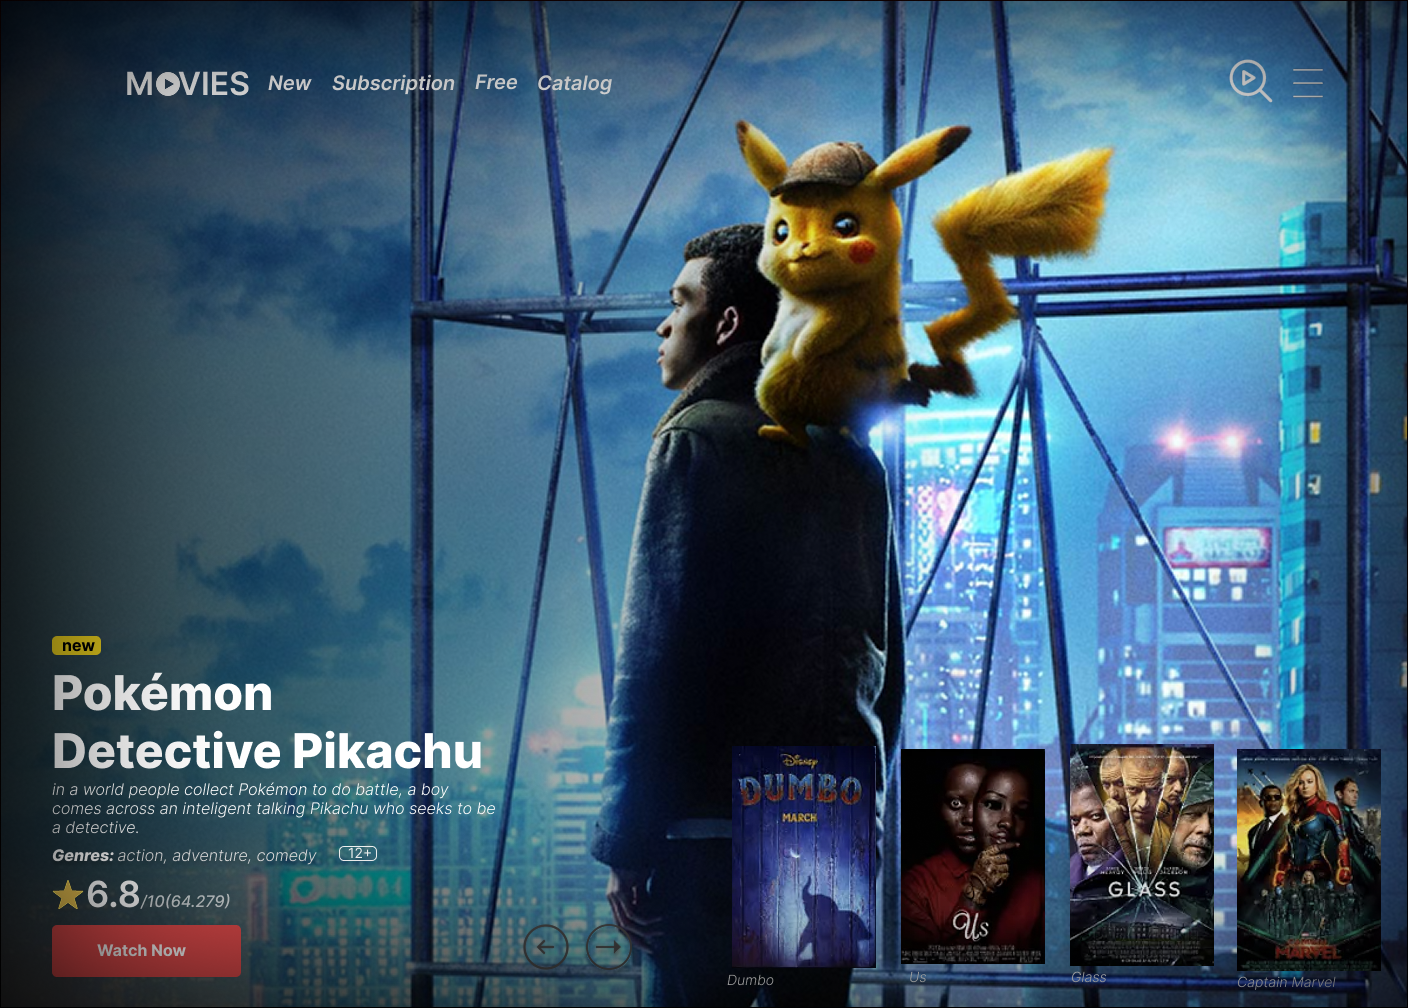 MOVIES New Subscription Free Catalog
new
Pokémon
Detective Pikachu
in a world people collect Pokémon to do battle, a boy
comes across an inteligent talking Pikachu who seeks to be
a detective.
Genres: action, adventure, comedy 12+
6.8/10(64.279)
Watch Now
Disney
DUMBO
MARCH
Us
GLASS
MARVEL
Dumbo
Us
Glass
Captain Marvel